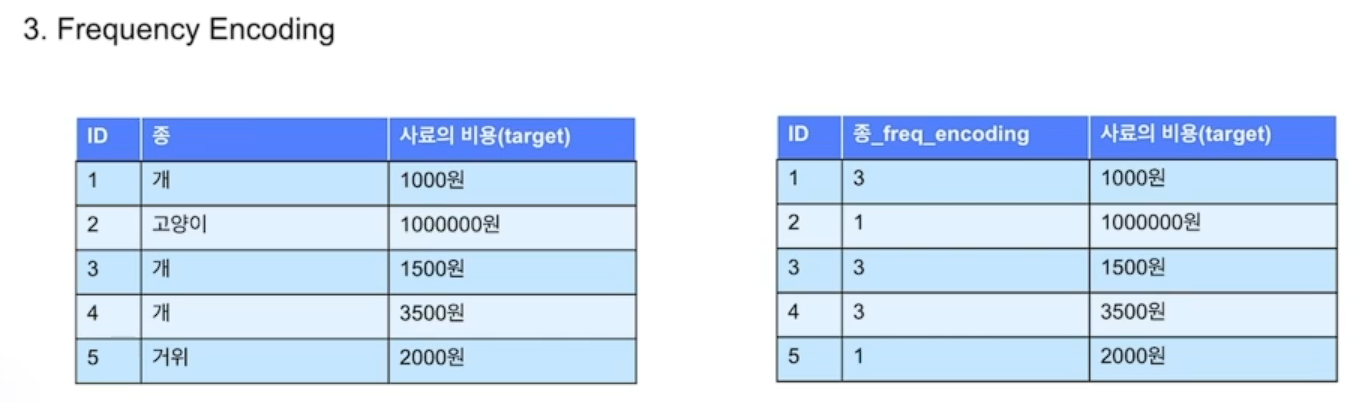 3. Frequency Encoding
ID 종 사료의 비용(target)
1 개 1000원
2 고양이 1000000원
3 개 1500원
4 개 3500원
5 거위 2000원
ID 종_freq_encoding 사료의 비용(target)
1 3 1000원
2 1 1000000원
3 3 1500원
4 3 3500원
5 1 2000원